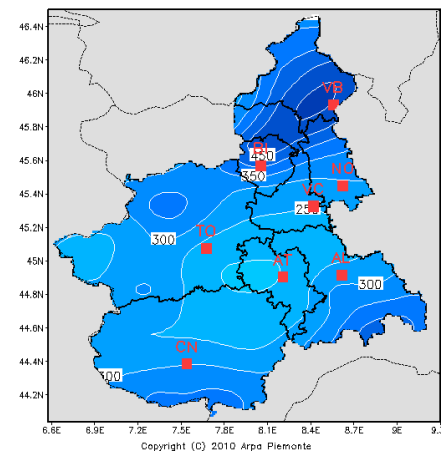 46.4N
46.2N
46N
VB
45.8N
BI
45.6N
450
350
NO
45.4N
VC
250
45.2N
300
TO
45N
AT
AL
300
44.8N
44.6N
CN
44.4N
300
44.2N
6.6E 6.9E 7.2E 7.5E 7.8E 8.1E 8.4E 8.7E 9E 9.3
Copyright (C) 2010 Arpa Piemonte